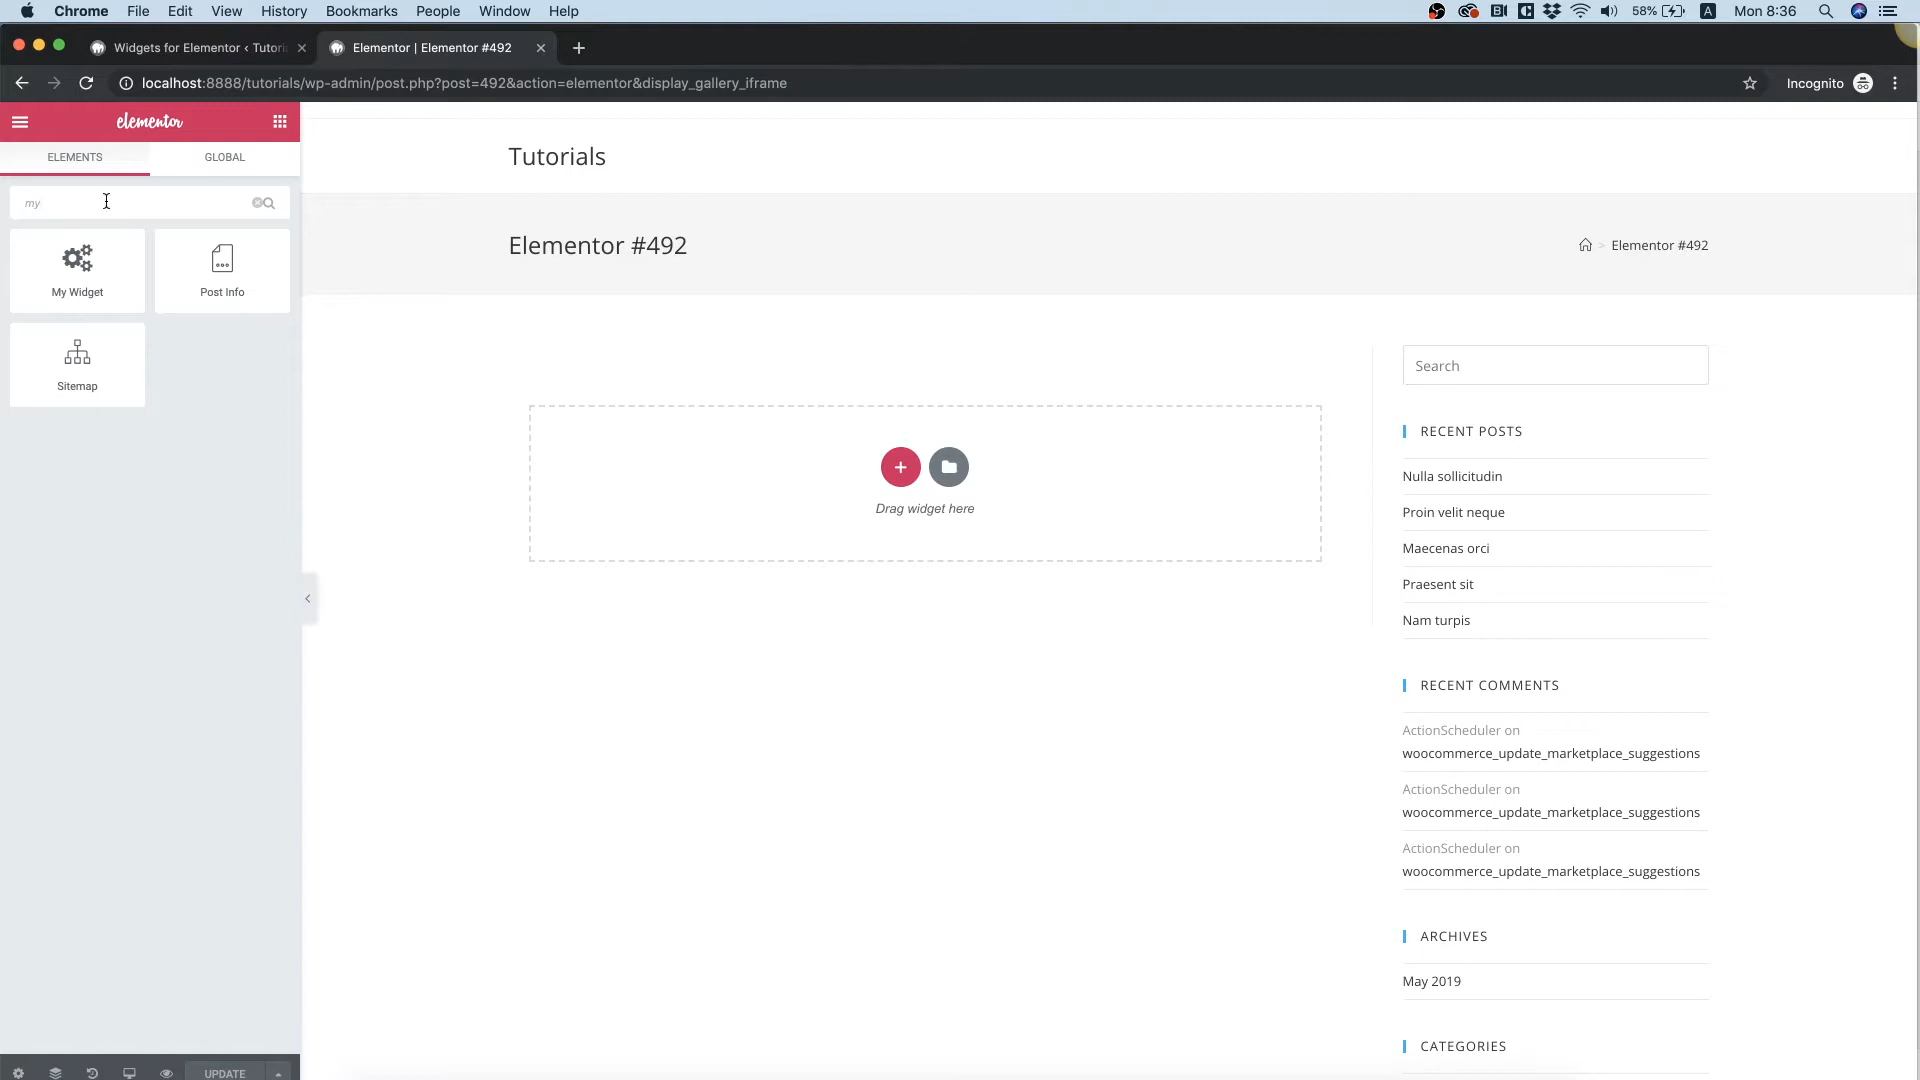 Chrome File Edit View History Bookmarks People Window Help 58% A Mon 8:36
Widgets for Elementor ‹ Tutori Elementor | Elementor #492
localhost:8888/tutorials/wp-admin/post.php?post=492&action=elementor&display_gallery_iframe Incognito
elementor
ELEMENTS GLOBAL
my
My Widget Post Info
Sitemap
UPDATE
Tutorials
Elementor #492
> Elementor #492
Drag widget here
Search
RECENT POSTS
Nulla sollicitudin
Proin velit neque
Maecenas orci
Praesent sit
Nam turpis
RECENT COMMENTS
ActionScheduler on
woocommerce_update_marketplace_suggestions
ActionScheduler on
woocommerce_update_marketplace_suggestions
ActionScheduler on
woocommerce_update_marketplace_suggestions
ARCHIVES
May 2019
CATEGORIES